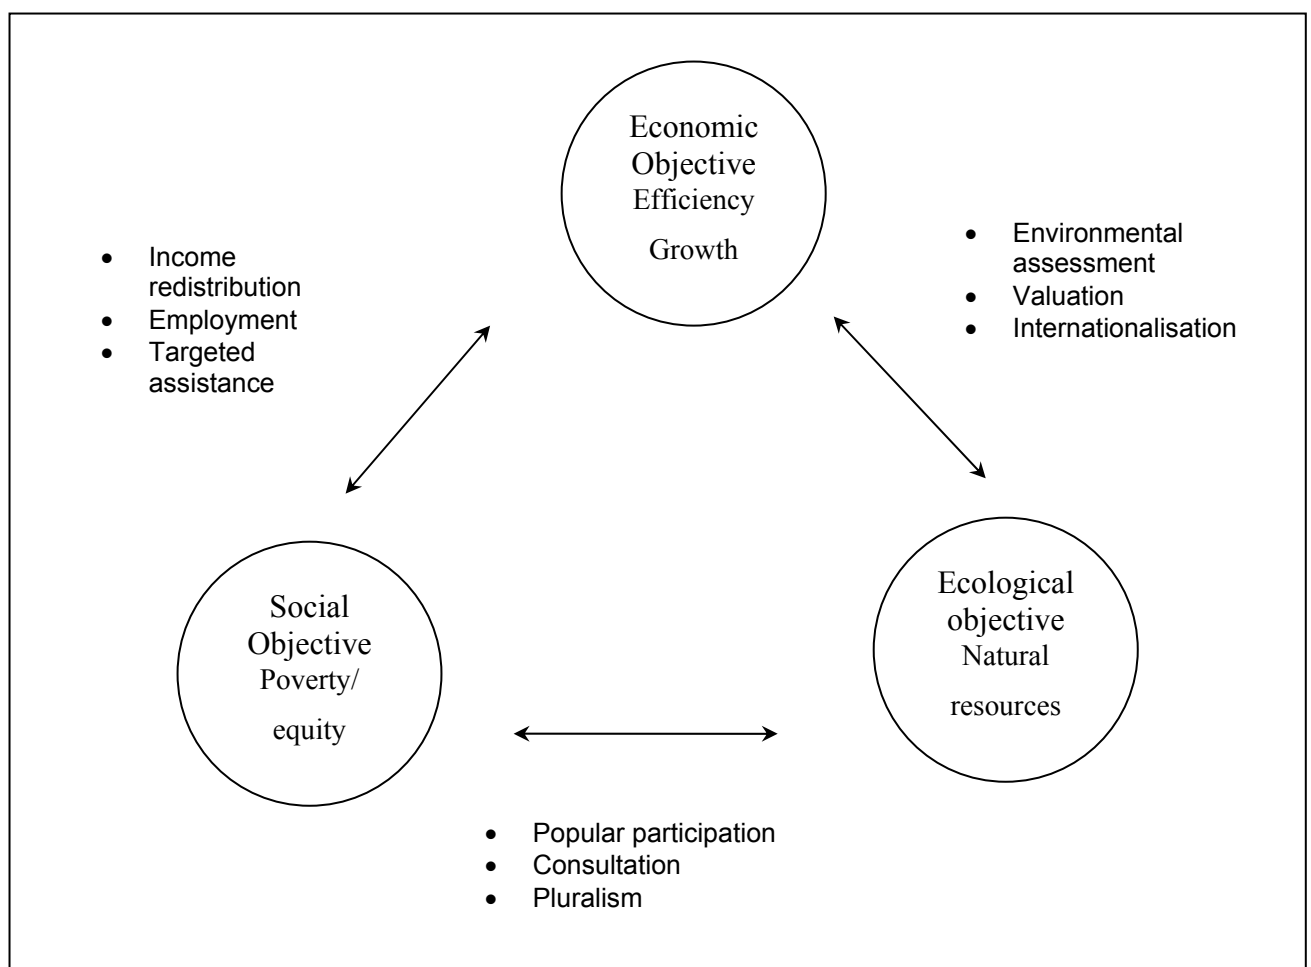 Economic
Objective
Efficiency
Growth
• Income
redistribution
• Employment
• Targeted
assistance
• Environmental
assessment
• Valuation
• Internationalisation
Social
Objective
Poverty/
equity
Ecological
objective
Natural
resources
• Popular participation
• Consultation
• Pluralism